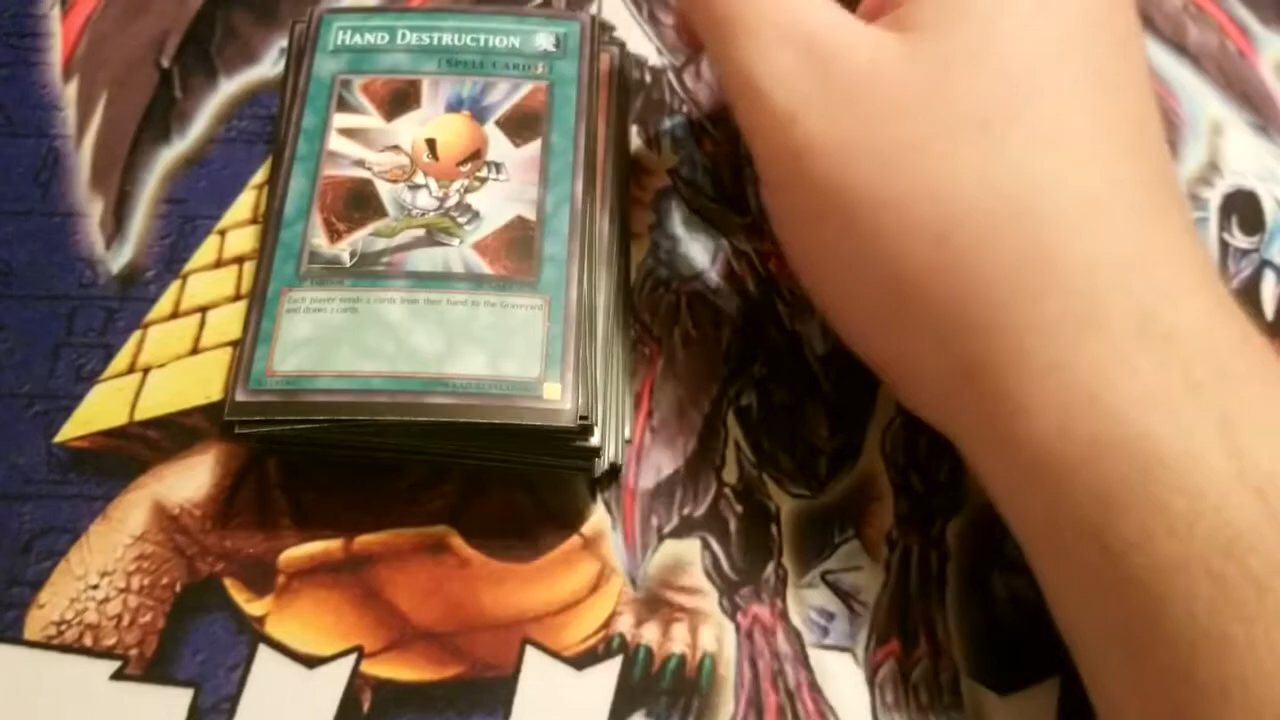 HAND DESTRUCTION
[SPELL CARD
Edition
Each player sends 2 cards from their hand to the Graveyard
and draws 2 cards.